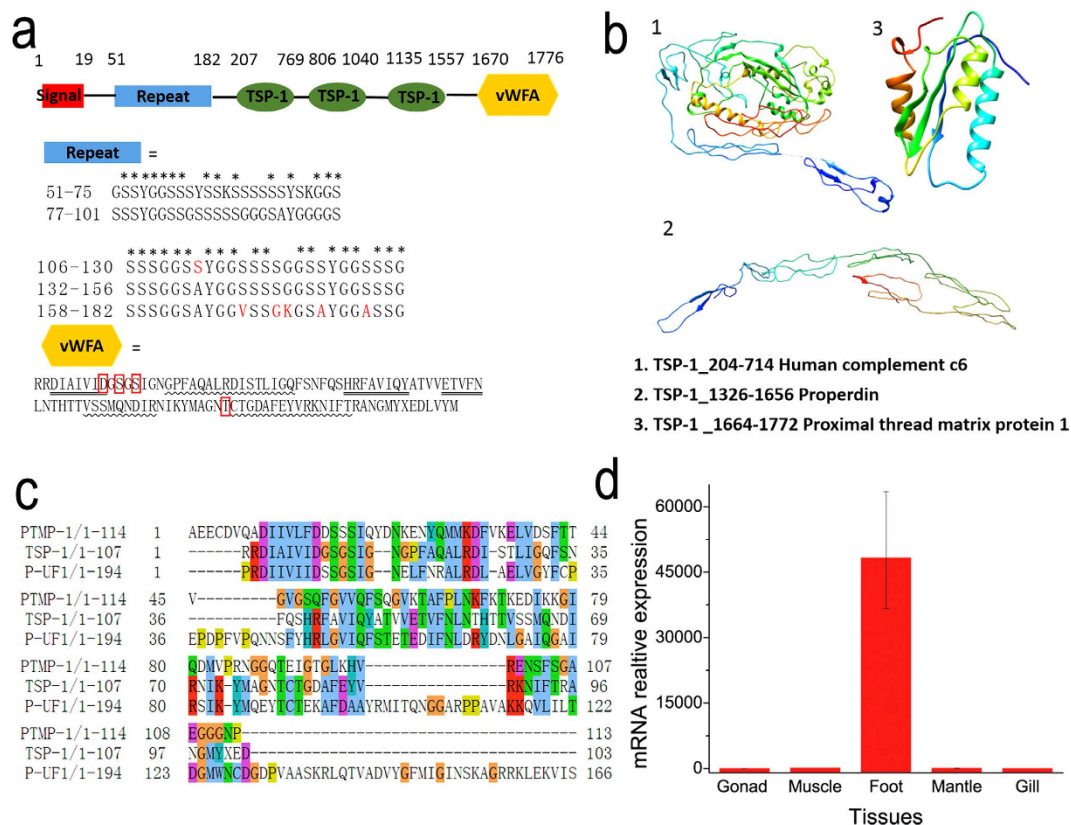 a
1 19 51 182 207 769 806 1040 1135 1557 1670 1776
Signal Repeat TSP-1 TSP-1 TSP-1 vWFA
Repeat =
51-75 GSSYGGSSSYSSKSSSSSSYSKGGS
77-101 SSSYGGSSGSSSSSGGGSAYGGGGS
106-130 SSSGGSSYGGSSSSGGSSYGGSSSG
132-156 SSSGGSAYGGSSSSGGSSYGGSSSG
158-182 SSSGGSAYGGVSSGKGSAYGGASSG
vWFA =
RRDIAIVIDGSGSIGNGPFAQALRDISTLIGQFSNFQSHRFAVIQYATVVETVFN
LNTHTTVSSMQNDIRNIKYMAGNTCTGDAFEYVRKNIFTRANGMYXEDLVYM
b
1
3
2
1. TSP-1_204-714 Human complement c6
2. TSP-1_1326-1656 Properdin
3. TSP-1 _1664-1772 Proximal thread matrix protein 1
c
PTMP-1/1-114 1 AEECDVQADIIVLFDDSSSIQYDNKENYQMMKDFVKELVDSFTT 44
TSP-1/1-107 1 ------RRDIAIVIDGSGSIG--NGPFAQALRDI-STLIGQFSN 35
P-UF1/1-194 1 -----PRDIIVIIDSSGSIG--NELFNRALRDL-AELVGYFCP 35
PTMP-1/1-114 45 V-------GVGSQFGVVQFSQGVKTAFPLNKFKTKEDIKKGI 79
TSP-1/1-107 36 --------FQSHRFAVIQYATVVETVFNLNTHTTVSSMQNDI 69
P-UF1/1-194 36 EPDPFVPQNNSFYHRLGVIQFSTETEDIFNLDRYDNLGAIQGAI 79
PTMP-1/1-114 80 QDMVPRNGGQTEIGTGLKHV----------------RENSFSGA 107
TSP-1/1-107 70 RNIK-YMAGNTCTGDAFEYV----------------RKNIFTRA 96
P-UF1/1-194 80 RSIK-YMQEYTCTEKAFDAAYRMITQNGGARPPAVAKKQVLILT 122
PTMP-1/1-114 108 EGGGNP-------------------------------------- 113
TSP-1/1-107 97 NGMYXED------------------------------------- 103
P-UF1/1-194 123 DGMWNCDGDPVAASKRLQTVADVYGFMIGINSKAGRRKLEKVIS 166
d
mRNA realtive expression
60000
45000
30000
15000
0
Gonad Muscle Foot Mantle Gill
Tissues